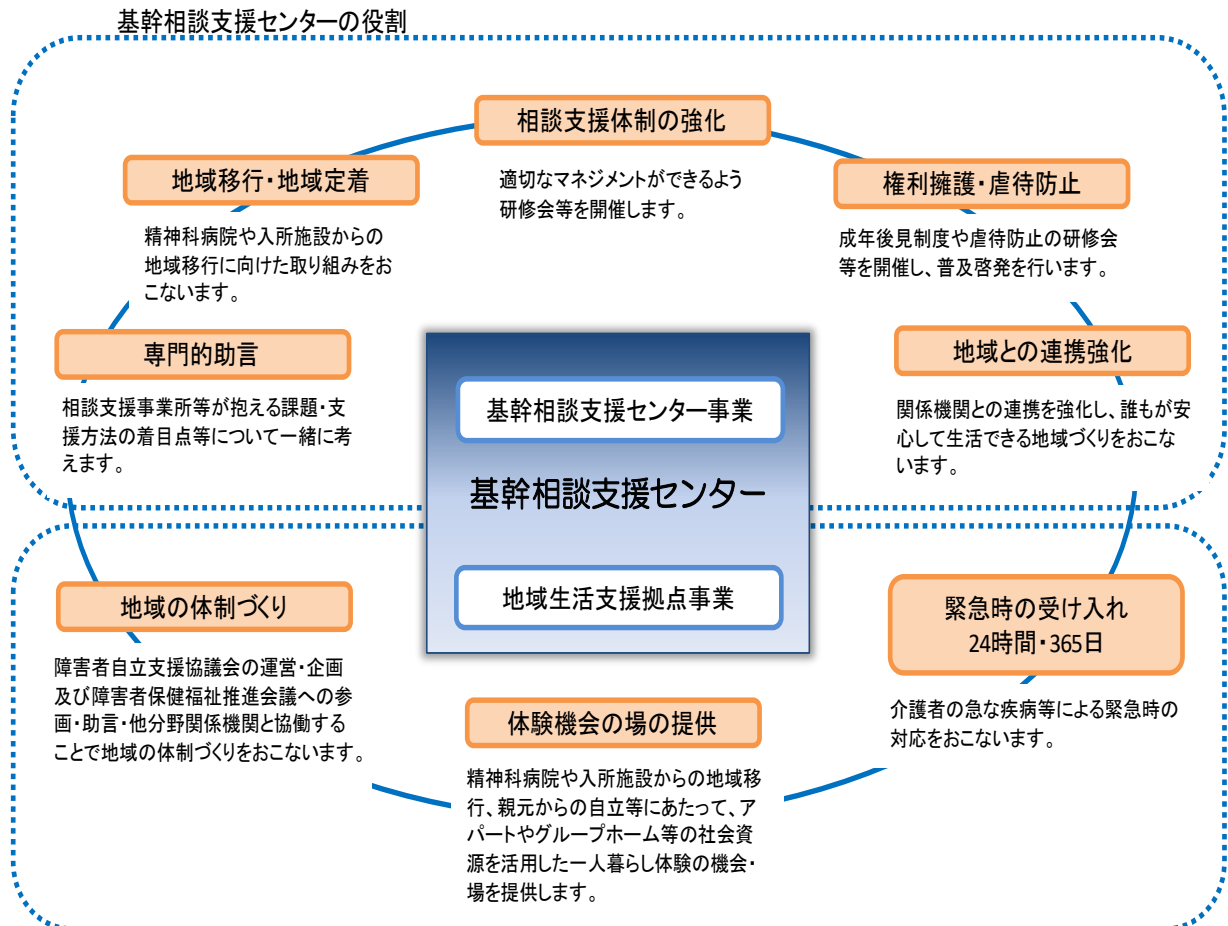 基幹相談支援センターの役割
相談支援体制の強化
適切なマネジメントができるよう
研修会等を開催します。
地域移行・地域定着
精神科病院や入所施設からの
地域移行に向けた取り組みをお
こないます。
権利擁護・虐待防止
成年後見制度や虐待防止の研修会
等を開催し、普及啓発を行います。
専門的助言
相談支援事業所等が抱える課題・支
援方法の着目点等について一緒に考
えます。
地域との連携強化
関係機関との連携を強化し、誰もが安
心して生活できる地域づくりをおこな
います。
基幹相談支援センター事業
基幹相談支援センター
地域生活支援拠点事業
地域の体制づくり
障害者自立支援協議会の運営・企画
及び障害者保健福祉推進会議への参
画・助言・他分野関係機関と協働する
ことで地域の体制づくりをおこないます。
緊急時の受け入れ
24時間・365日
介護者の急な疾病等による緊急時の
対応をおこないます。
体験機会の場の提供
精神科病院や入所施設からの地域移
行、親元からの自立等にあたって、ア
パートやグループホーム等の社会資
源を活用した一人暮らし体験の機会・
場を提供します。